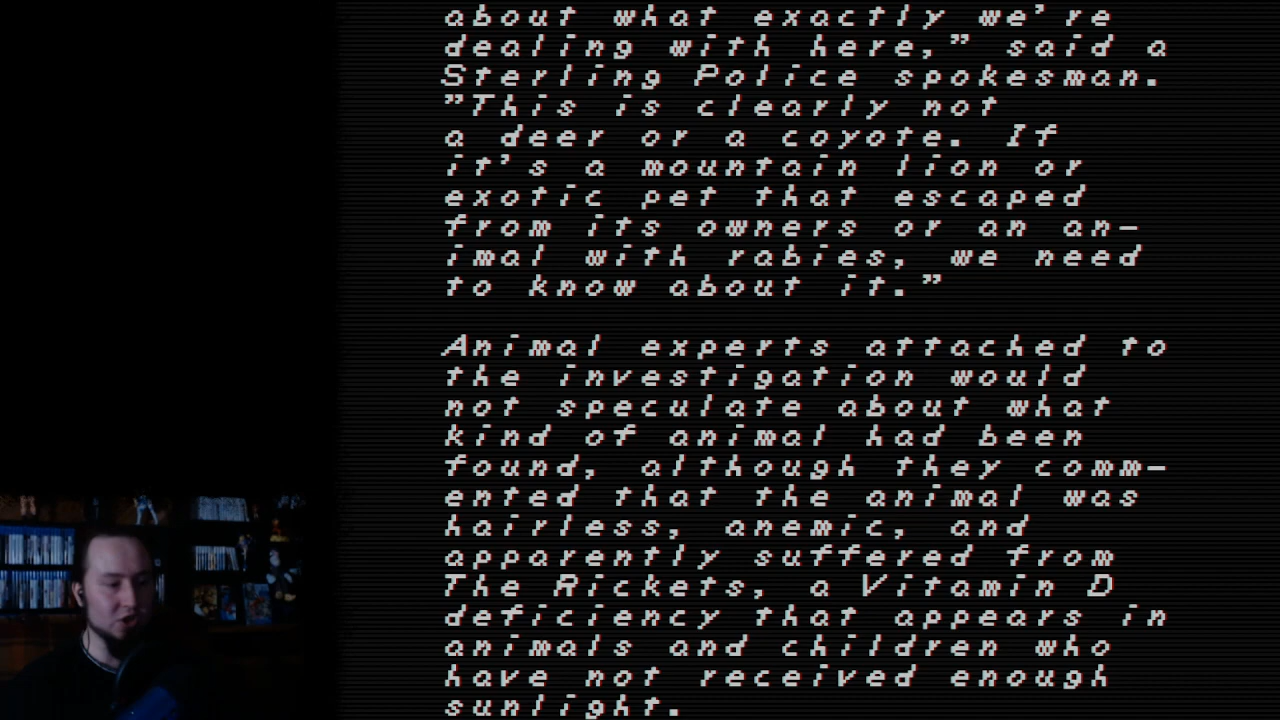 about what exactly we're
dealing with here,” said a
Sterling Police spokesman.
”This is clearly not
a deer or a coyote. If
it's a mountain lion or
exotic pet that escaped
from its owners or an an-
imal with rabies, we need
to know about it.”
Animal experts attached to
the investigation would
not speculate about what
kind of animal had been
found, although they comm-
ented that the animal was
hairless, anemic, and
apparently suffered from
The Rickets, a Vitamin D
deficiency that appears in
animals and children who
have not received enough
sunlight.